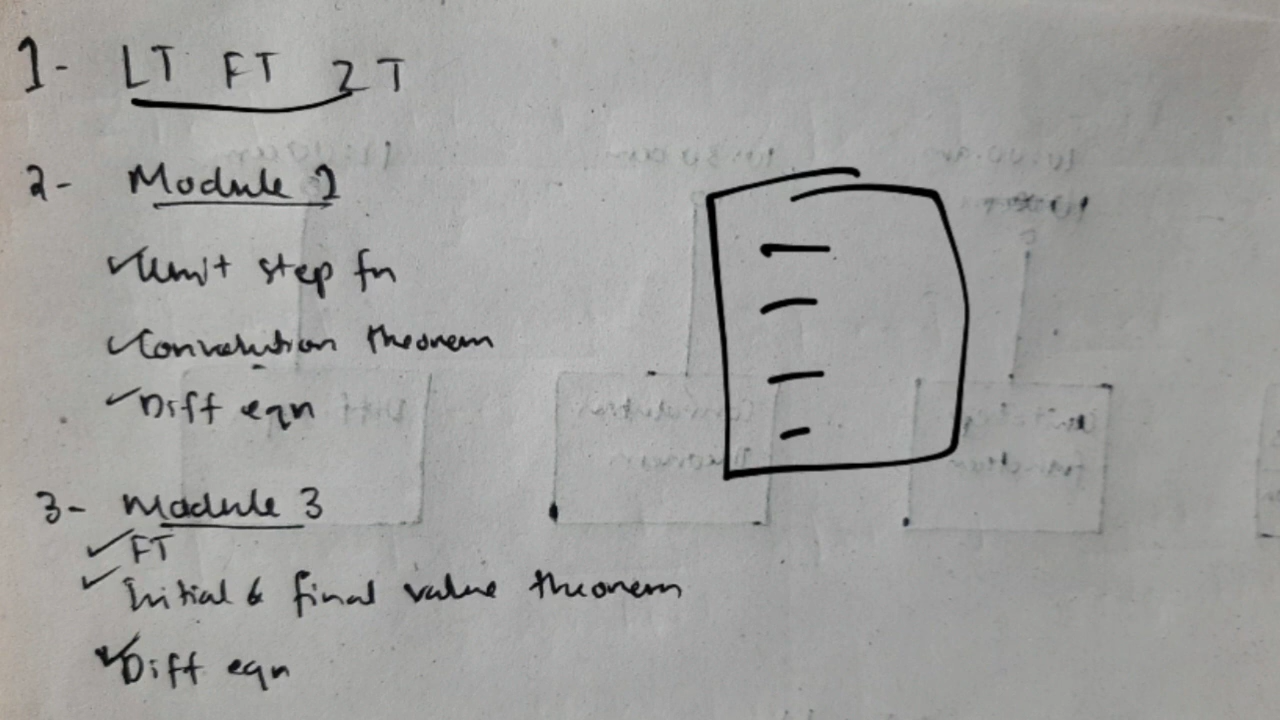 1- LT FT ZT
2- Module 2
Unit step fn
Convolution theorem
Diff eqn
3- Module 3
FT
Initial & final value theorem
Diff eqn